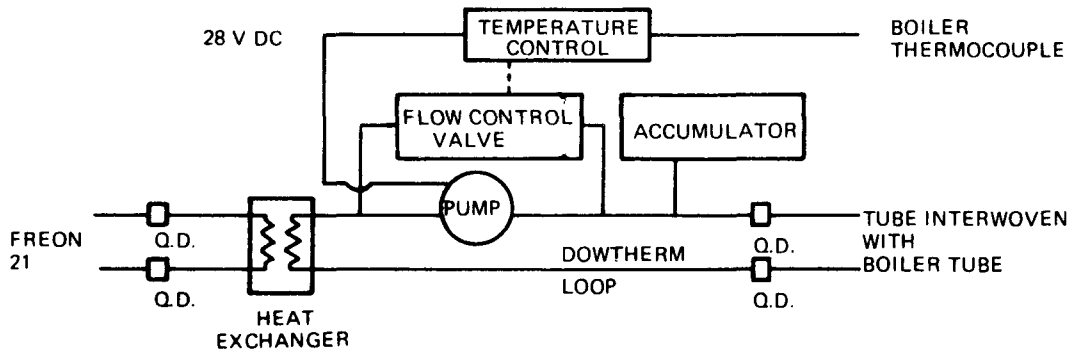 28 V DC
TEMPERATURE
CONTROL
BOILER
THERMOCOUPLE
FLOW CONTROL
VALVE
ACCUMULATOR
PUMP
FREON
21
Q.D.
Q.D.
HEAT
EXCHANGER
DOWTHERM
LOOP
Q.D.
Q.D.
TUBE INTERWOVEN
WITH
BOILER TUBE